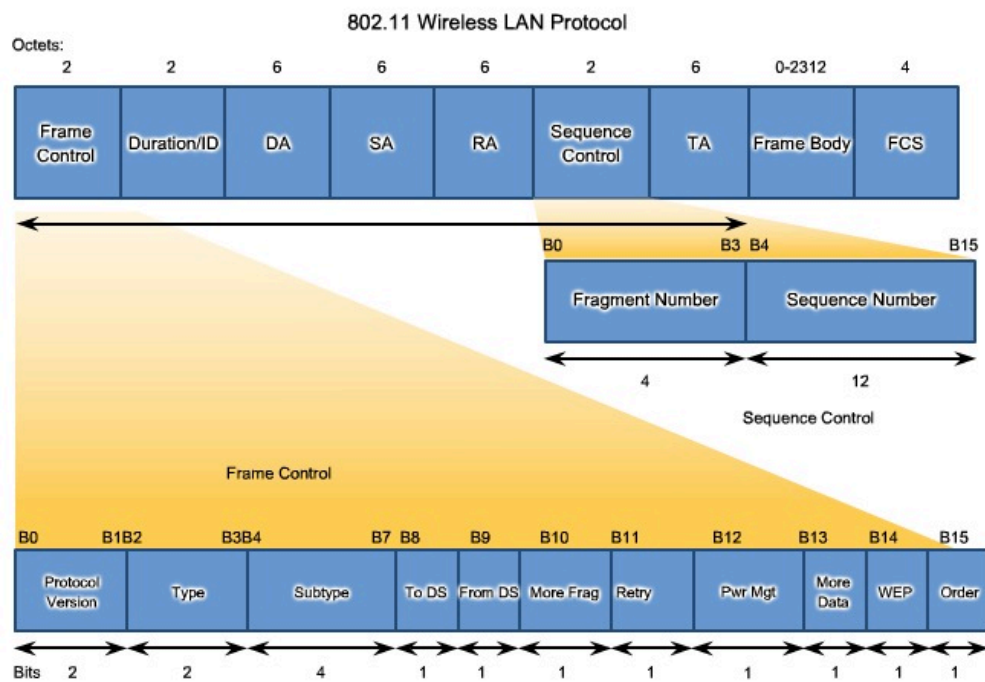 802.11 Wireless LAN Protocol
Octets:
2 2 6 6 6 2 6 0-2312 4
Frame Control Duration/ID DA SA RA Sequence Control TA Frame Body FCS
B0 B3 B4 B15
Fragment Number Sequence Number
4 12
Sequence Control
Frame Control
B0 B1B2 B3B4 B7 B8 B9 B10 B11 B12 B13 B14 B15
Protocol Version Type Subtype To DS From DS More Frag Retry Pwr Mgt More Data WEP Order
Bits 2 2 4 1 1 1 1 1 1 1 1